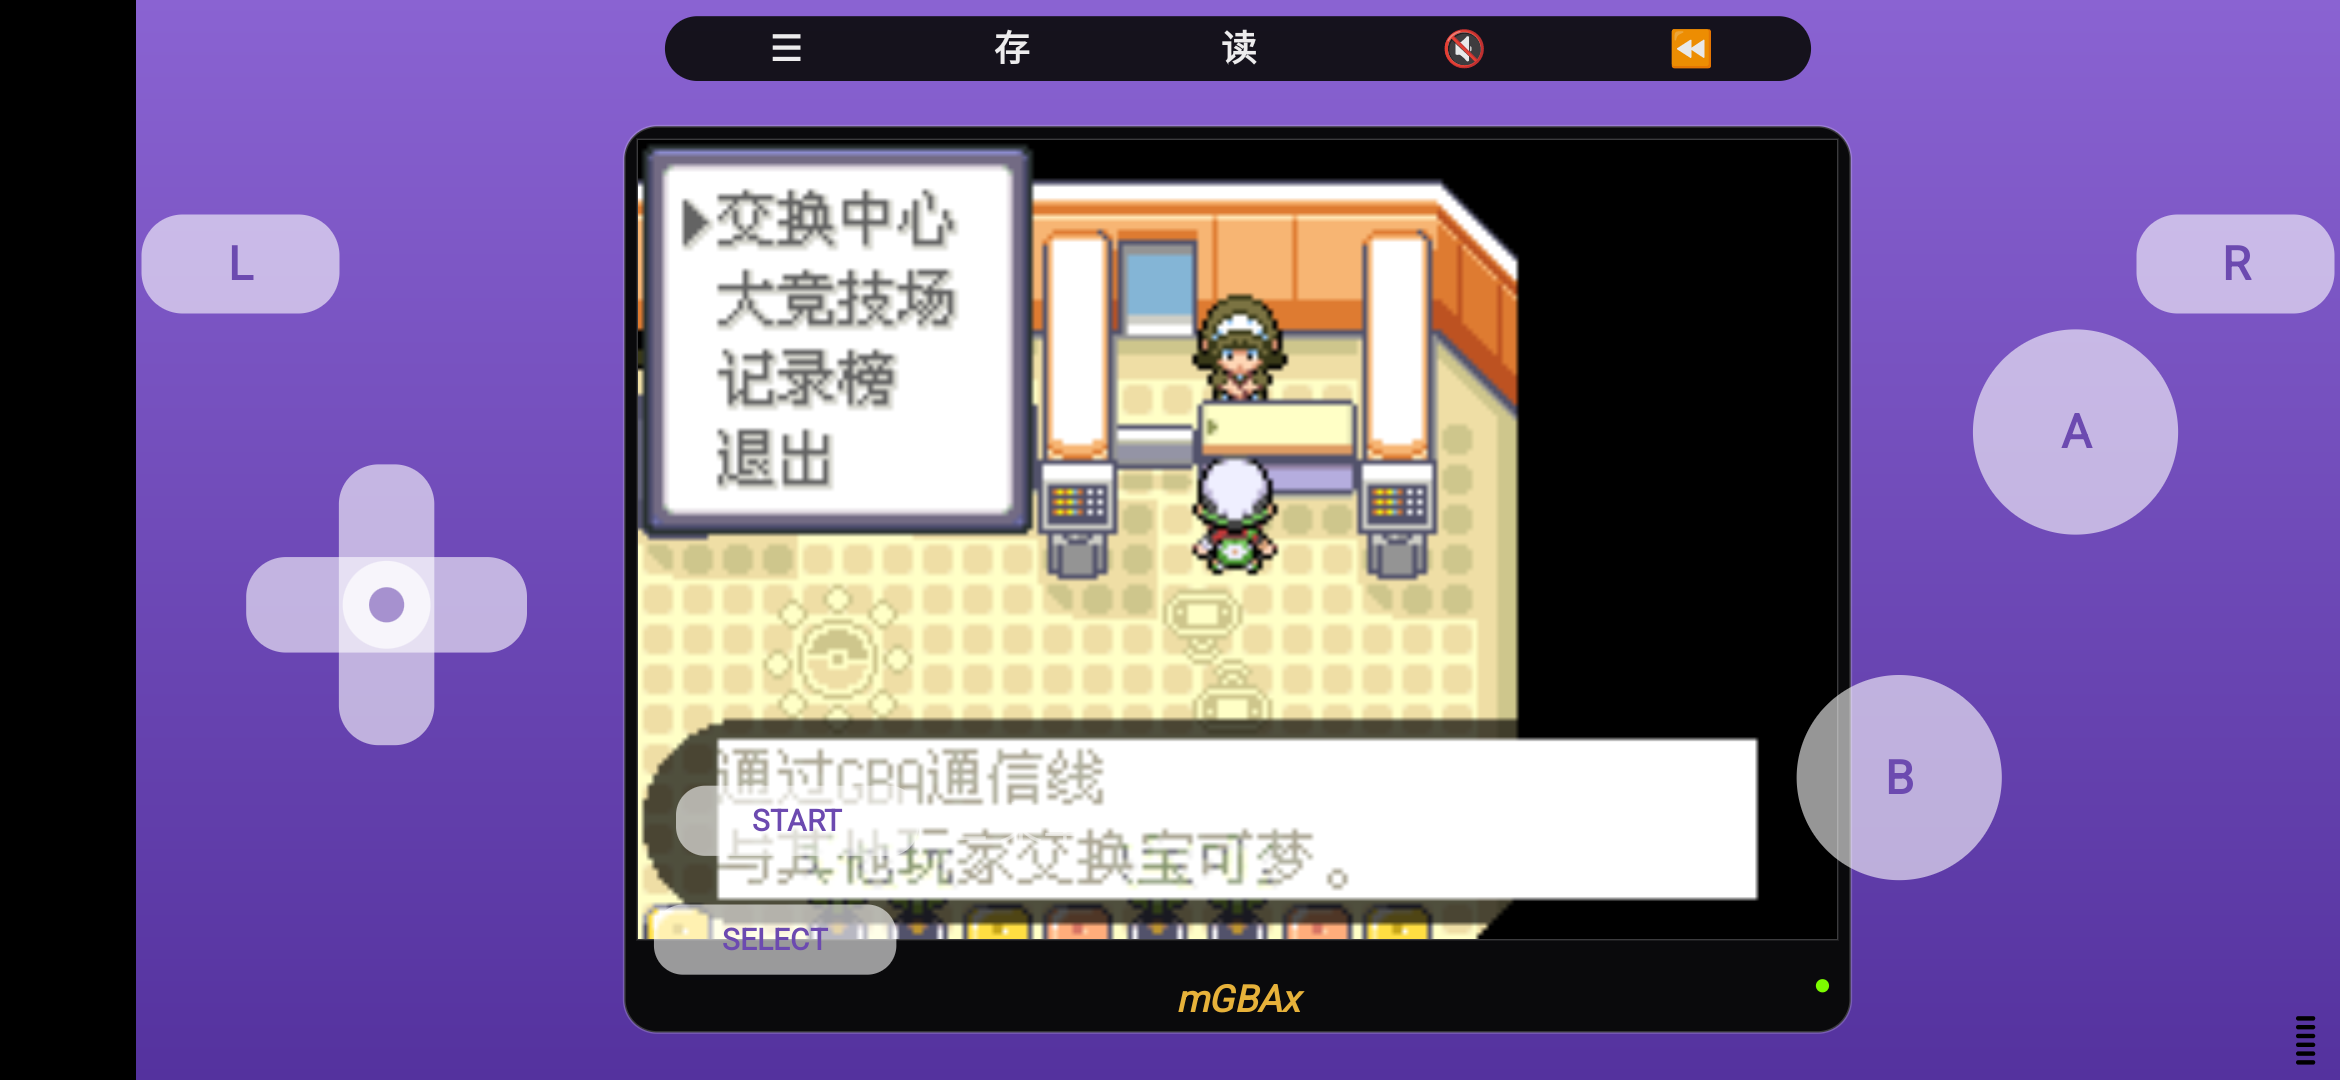 存 读
L
R
交换中心
大竞技场
记录榜
退出
A
通过GBA通信线
START
与其他玩家交换宝可梦。
B
SELECT
mGBAx